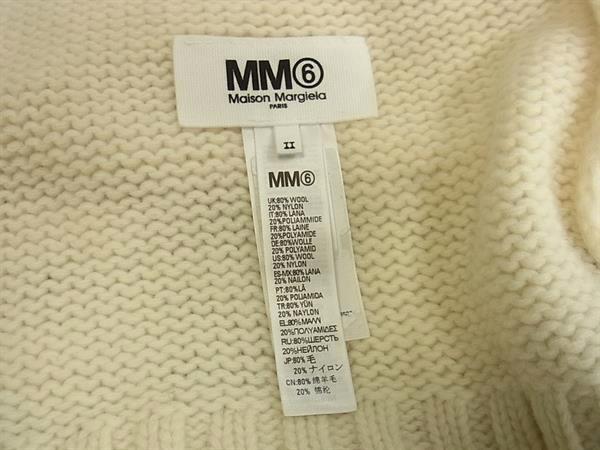 MM⑥
Maison Margiela
PARIS
II
MM⑥
UK:80% WOOL
20% NYLON
IT:80% LANA
20% POLIAMMIDE
FR:80% LAINE
20% POLYAMIDE
DE:80%WOLLE
20% POLYAMID
US:80% WOOL
20% NYLON
ES-MX:80% LANA
20% NAILON
PT:80%LÃ
20% POLIAMIDA
TR:80% YÜN
20% NAYLON
EL:80%ΜΑΛΛΙ
20%ΠΟΛΥΑΜΙΔΕΣ
RU:80%ШЕРСТЬ
20%НЕЙЛОН
JP:80% 毛
20% ナイロン
CN:80% 绵羊毛
20% 锦纶